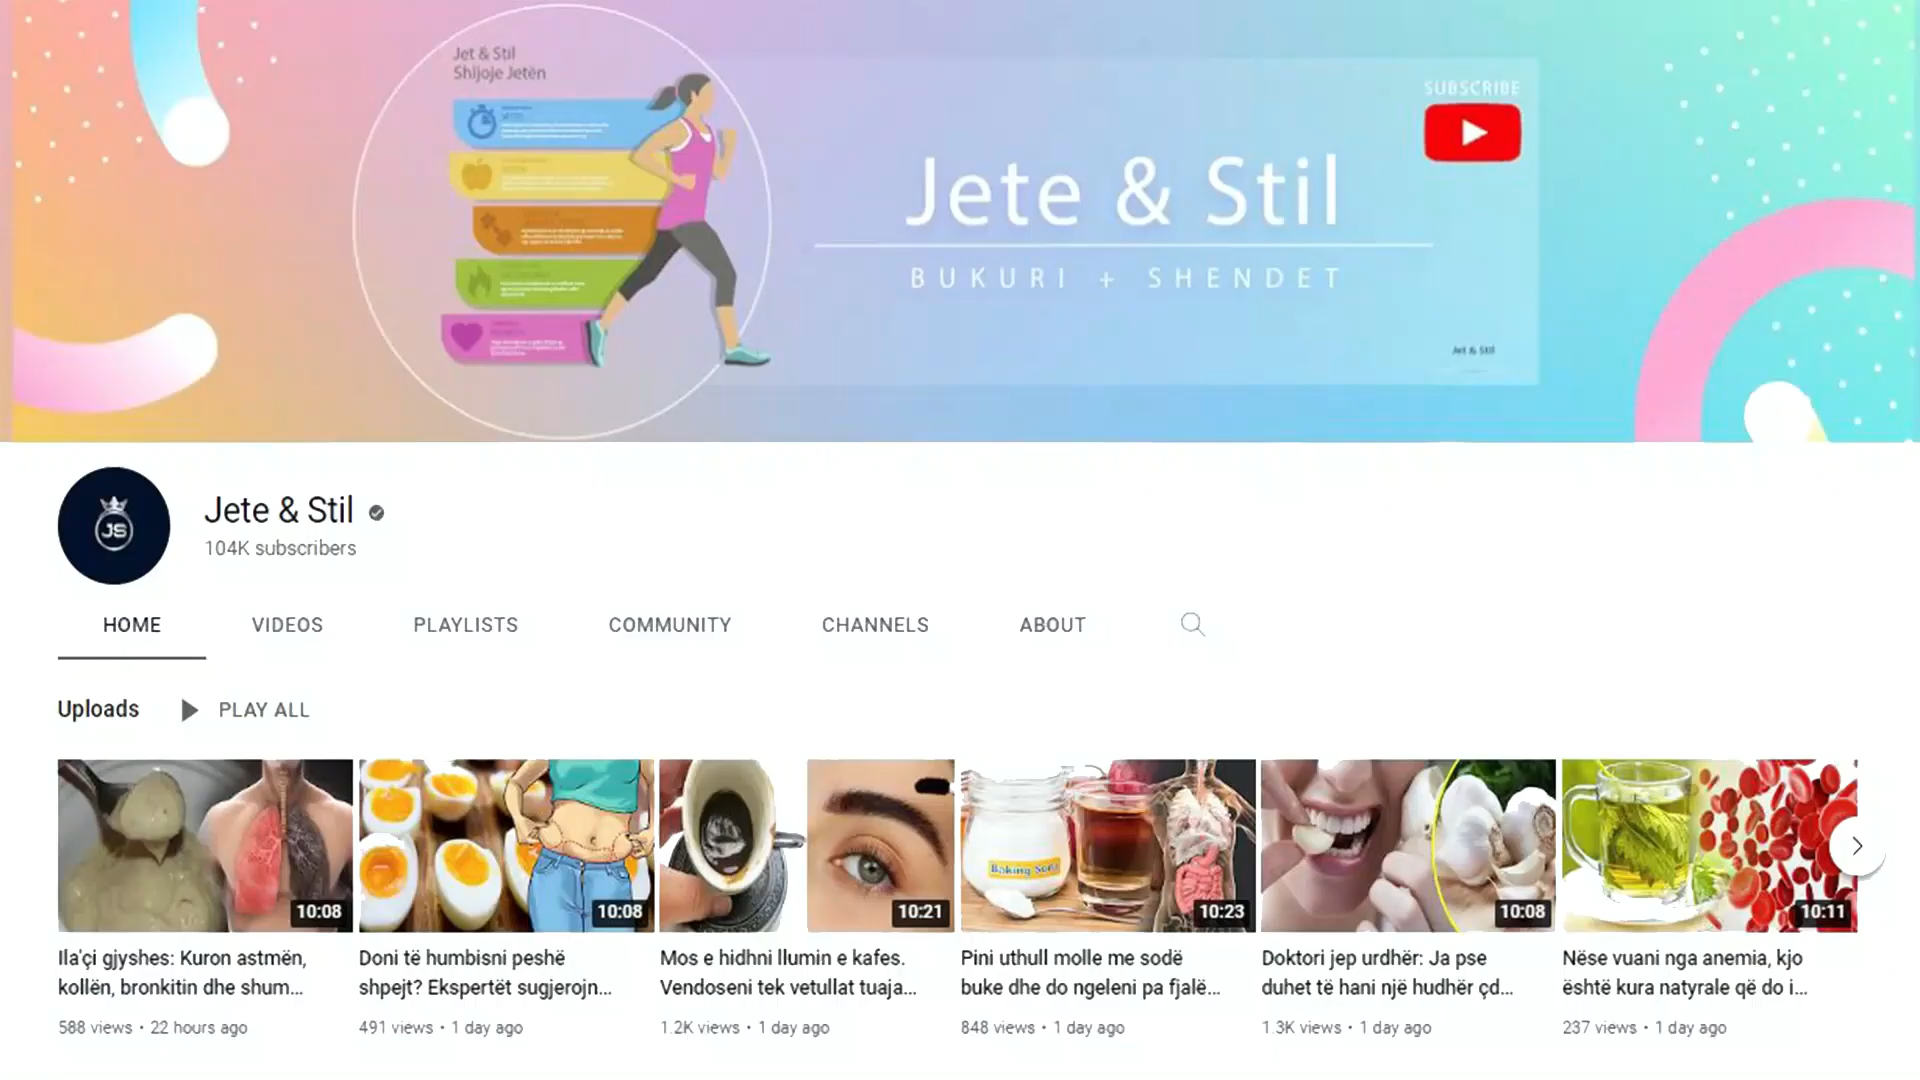 Jet & Stil
Shijoje Jetën
SUBSCRIBE
Jete & Stil
BUKURI + SHENDET
Jet & Stil
JS
Jete & Stil
104K subscribers
HOME
VIDEOS
PLAYLISTS
COMMUNITY
CHANNELS
ABOUT
Uploads
PLAY ALL
10:08
10:08
10:21
Baking Soda
10:23
10:08
10:11
Ila'çi gjyshes: Kuron astmën,
kollën, bronkitin dhe shum...
588 views • 22 hours ago
Doni të humbisni peshë
shpejt? Ekspertët sugjerojn...
491 views • 1 day ago
Mos e hidhni llumin e kafes.
Vendoseni tek vetullat tuaja...
1.2K views • 1 day ago
Pini uthull molle me sodë
buke dhe do ngeleni pa fjalë...
848 views • 1 day ago
Doktori jep urdhër: Ja pse
duhet të hani një hudhër çd...
1.3K views • 1 day ago
Nëse vuani nga anemia, kjo
është kura natyrale që do i...
237 views • 1 day ago